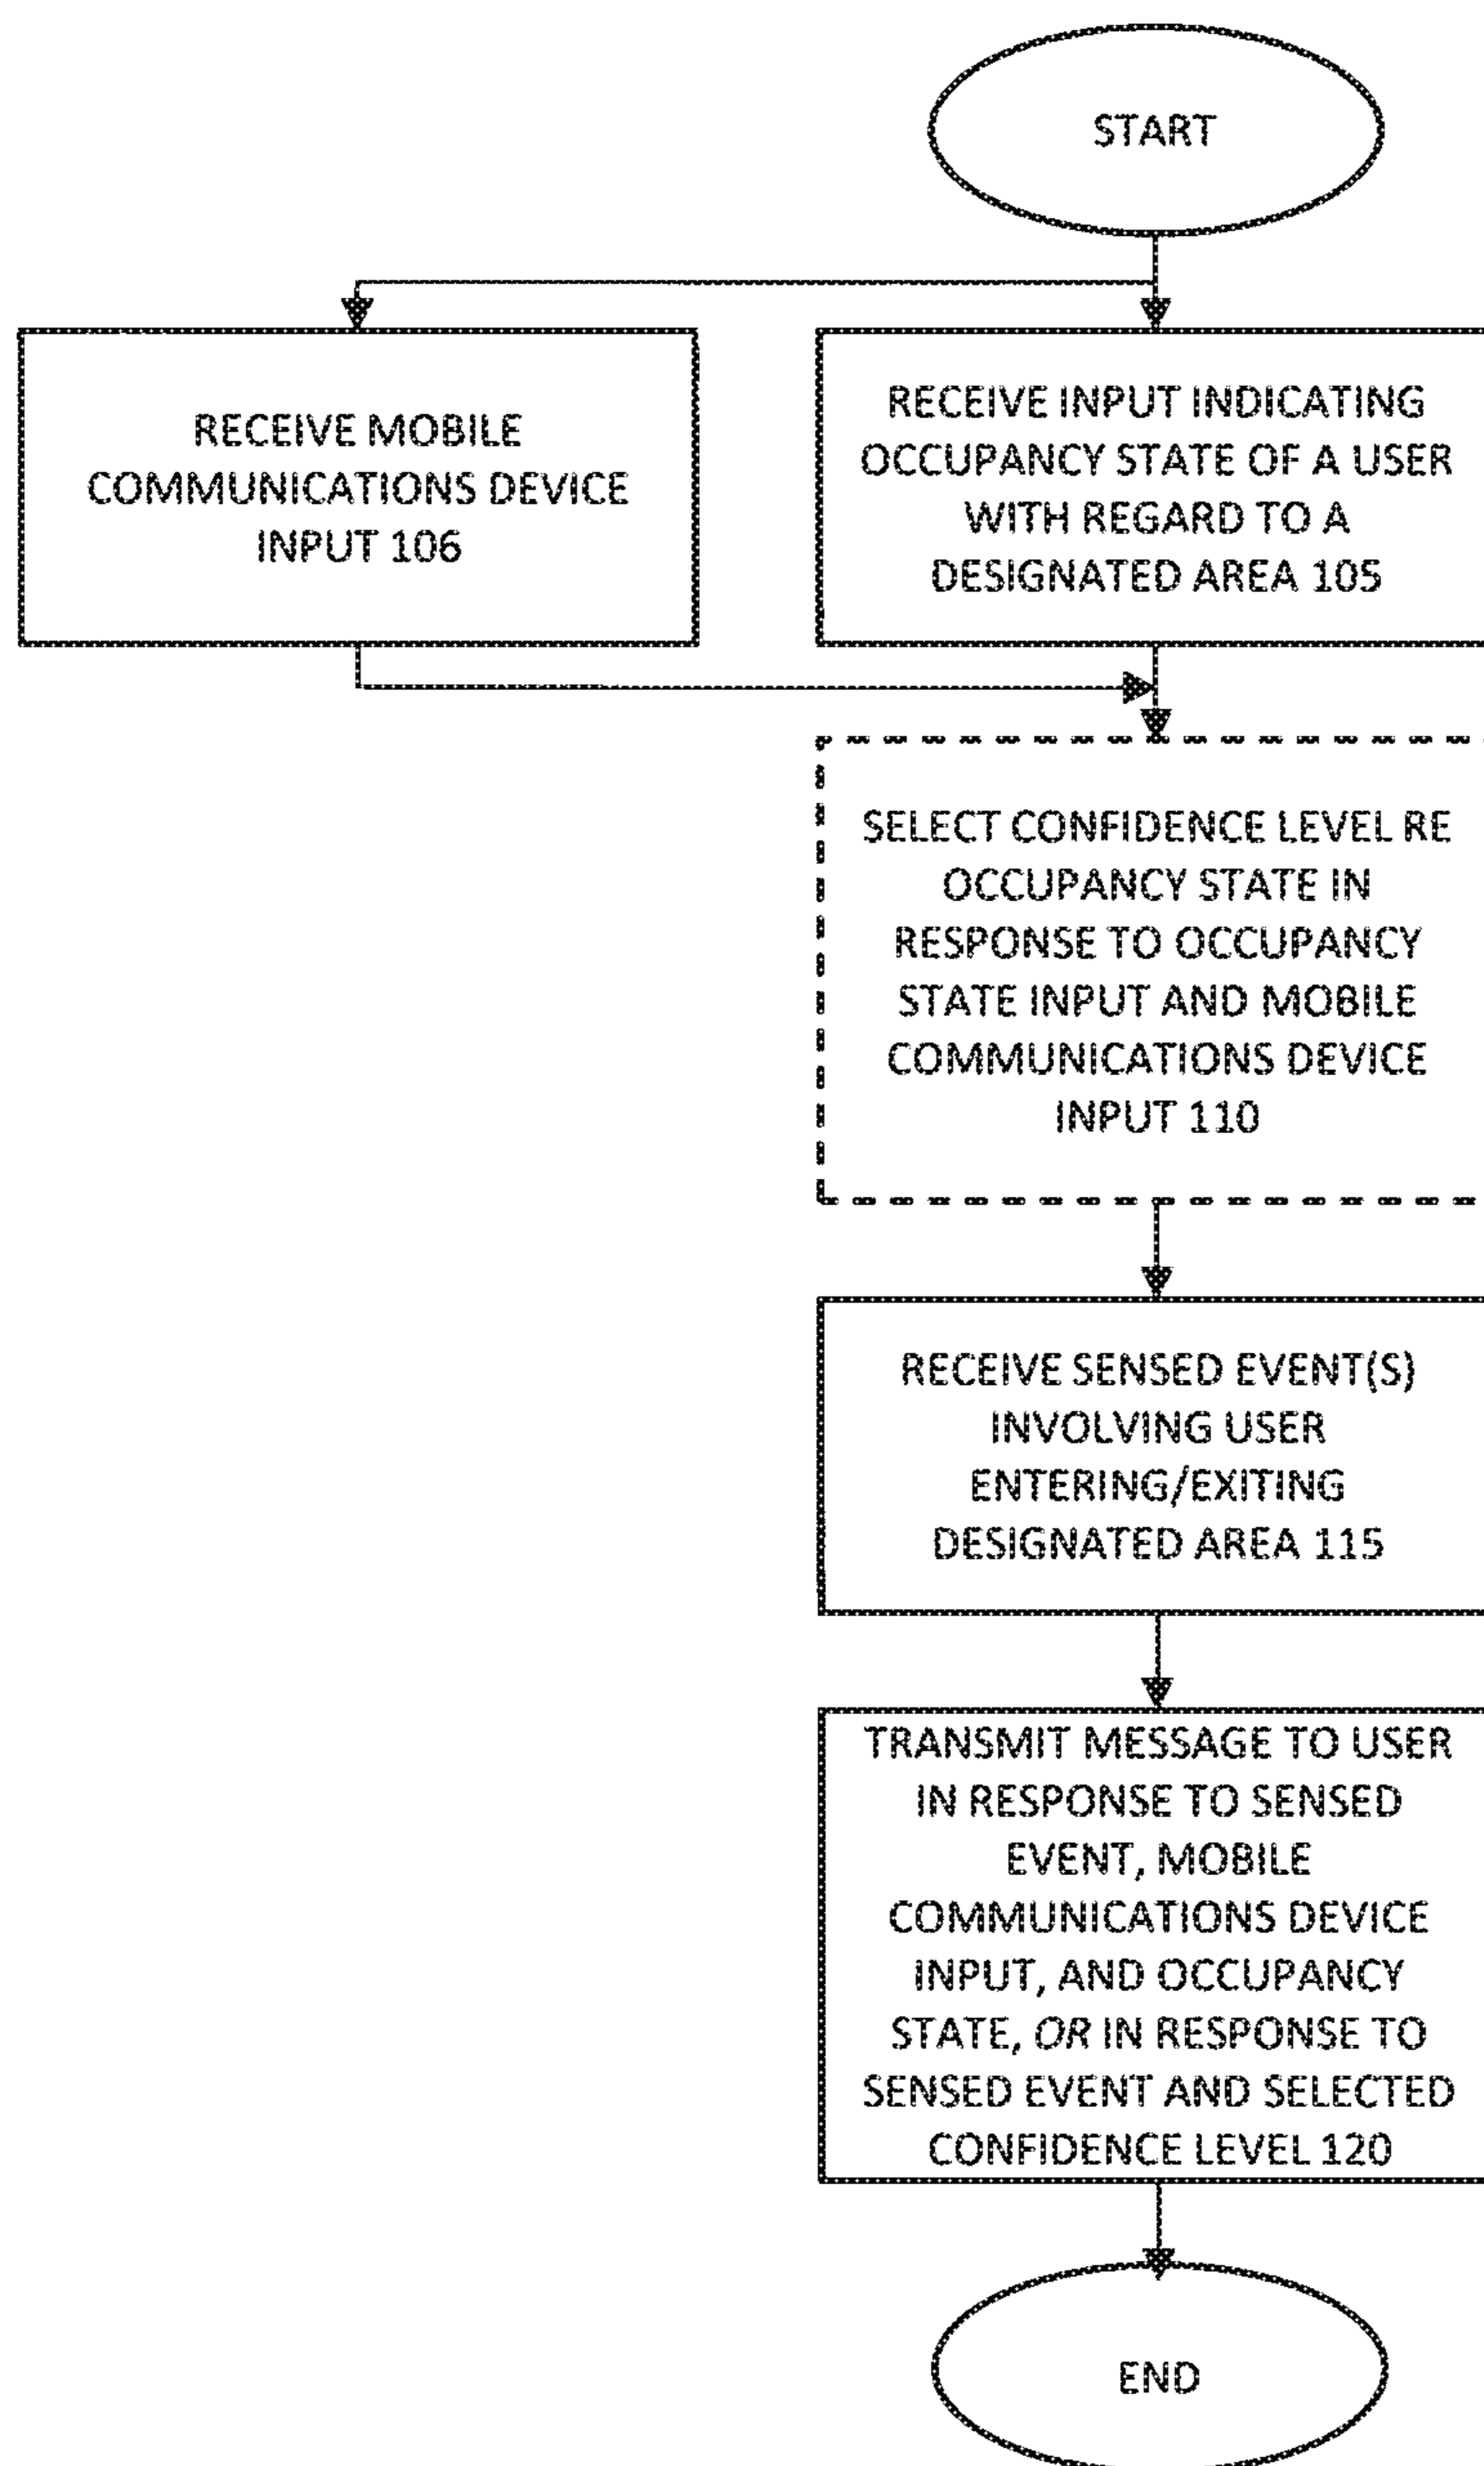 START
RECEIVE MOBILE
COMMUNICATIONS DEVICE
INPUT 106
RECEIVE INPUT INDICATING
OCCUPANCY STATE OF A USER
WITH REGARD TO A
DESIGNATED AREA 105
SELECT CONFIDENCE LEVEL RE
OCCUPANCY STATE IN
RESPONSE TO OCCUPANCY
STATE INPUT AND MOBILE
COMMUNICATIONS DEVICE
INPUT 110
RECEIVE SENSED EVENT(S)
INVOLVING USER
ENTERING/EXITING
DESIGNATED AREA 115
TRANSMIT MESSAGE TO USER
IN RESPONSE TO SENSED
EVENT, MOBILE
COMMUNICATIONS DEVICE
INPUT, AND OCCUPANCY
STATE, OR IN RESPONSE TO
SENSED EVENT AND SELECTED
CONFIDENCE LEVEL 120
END